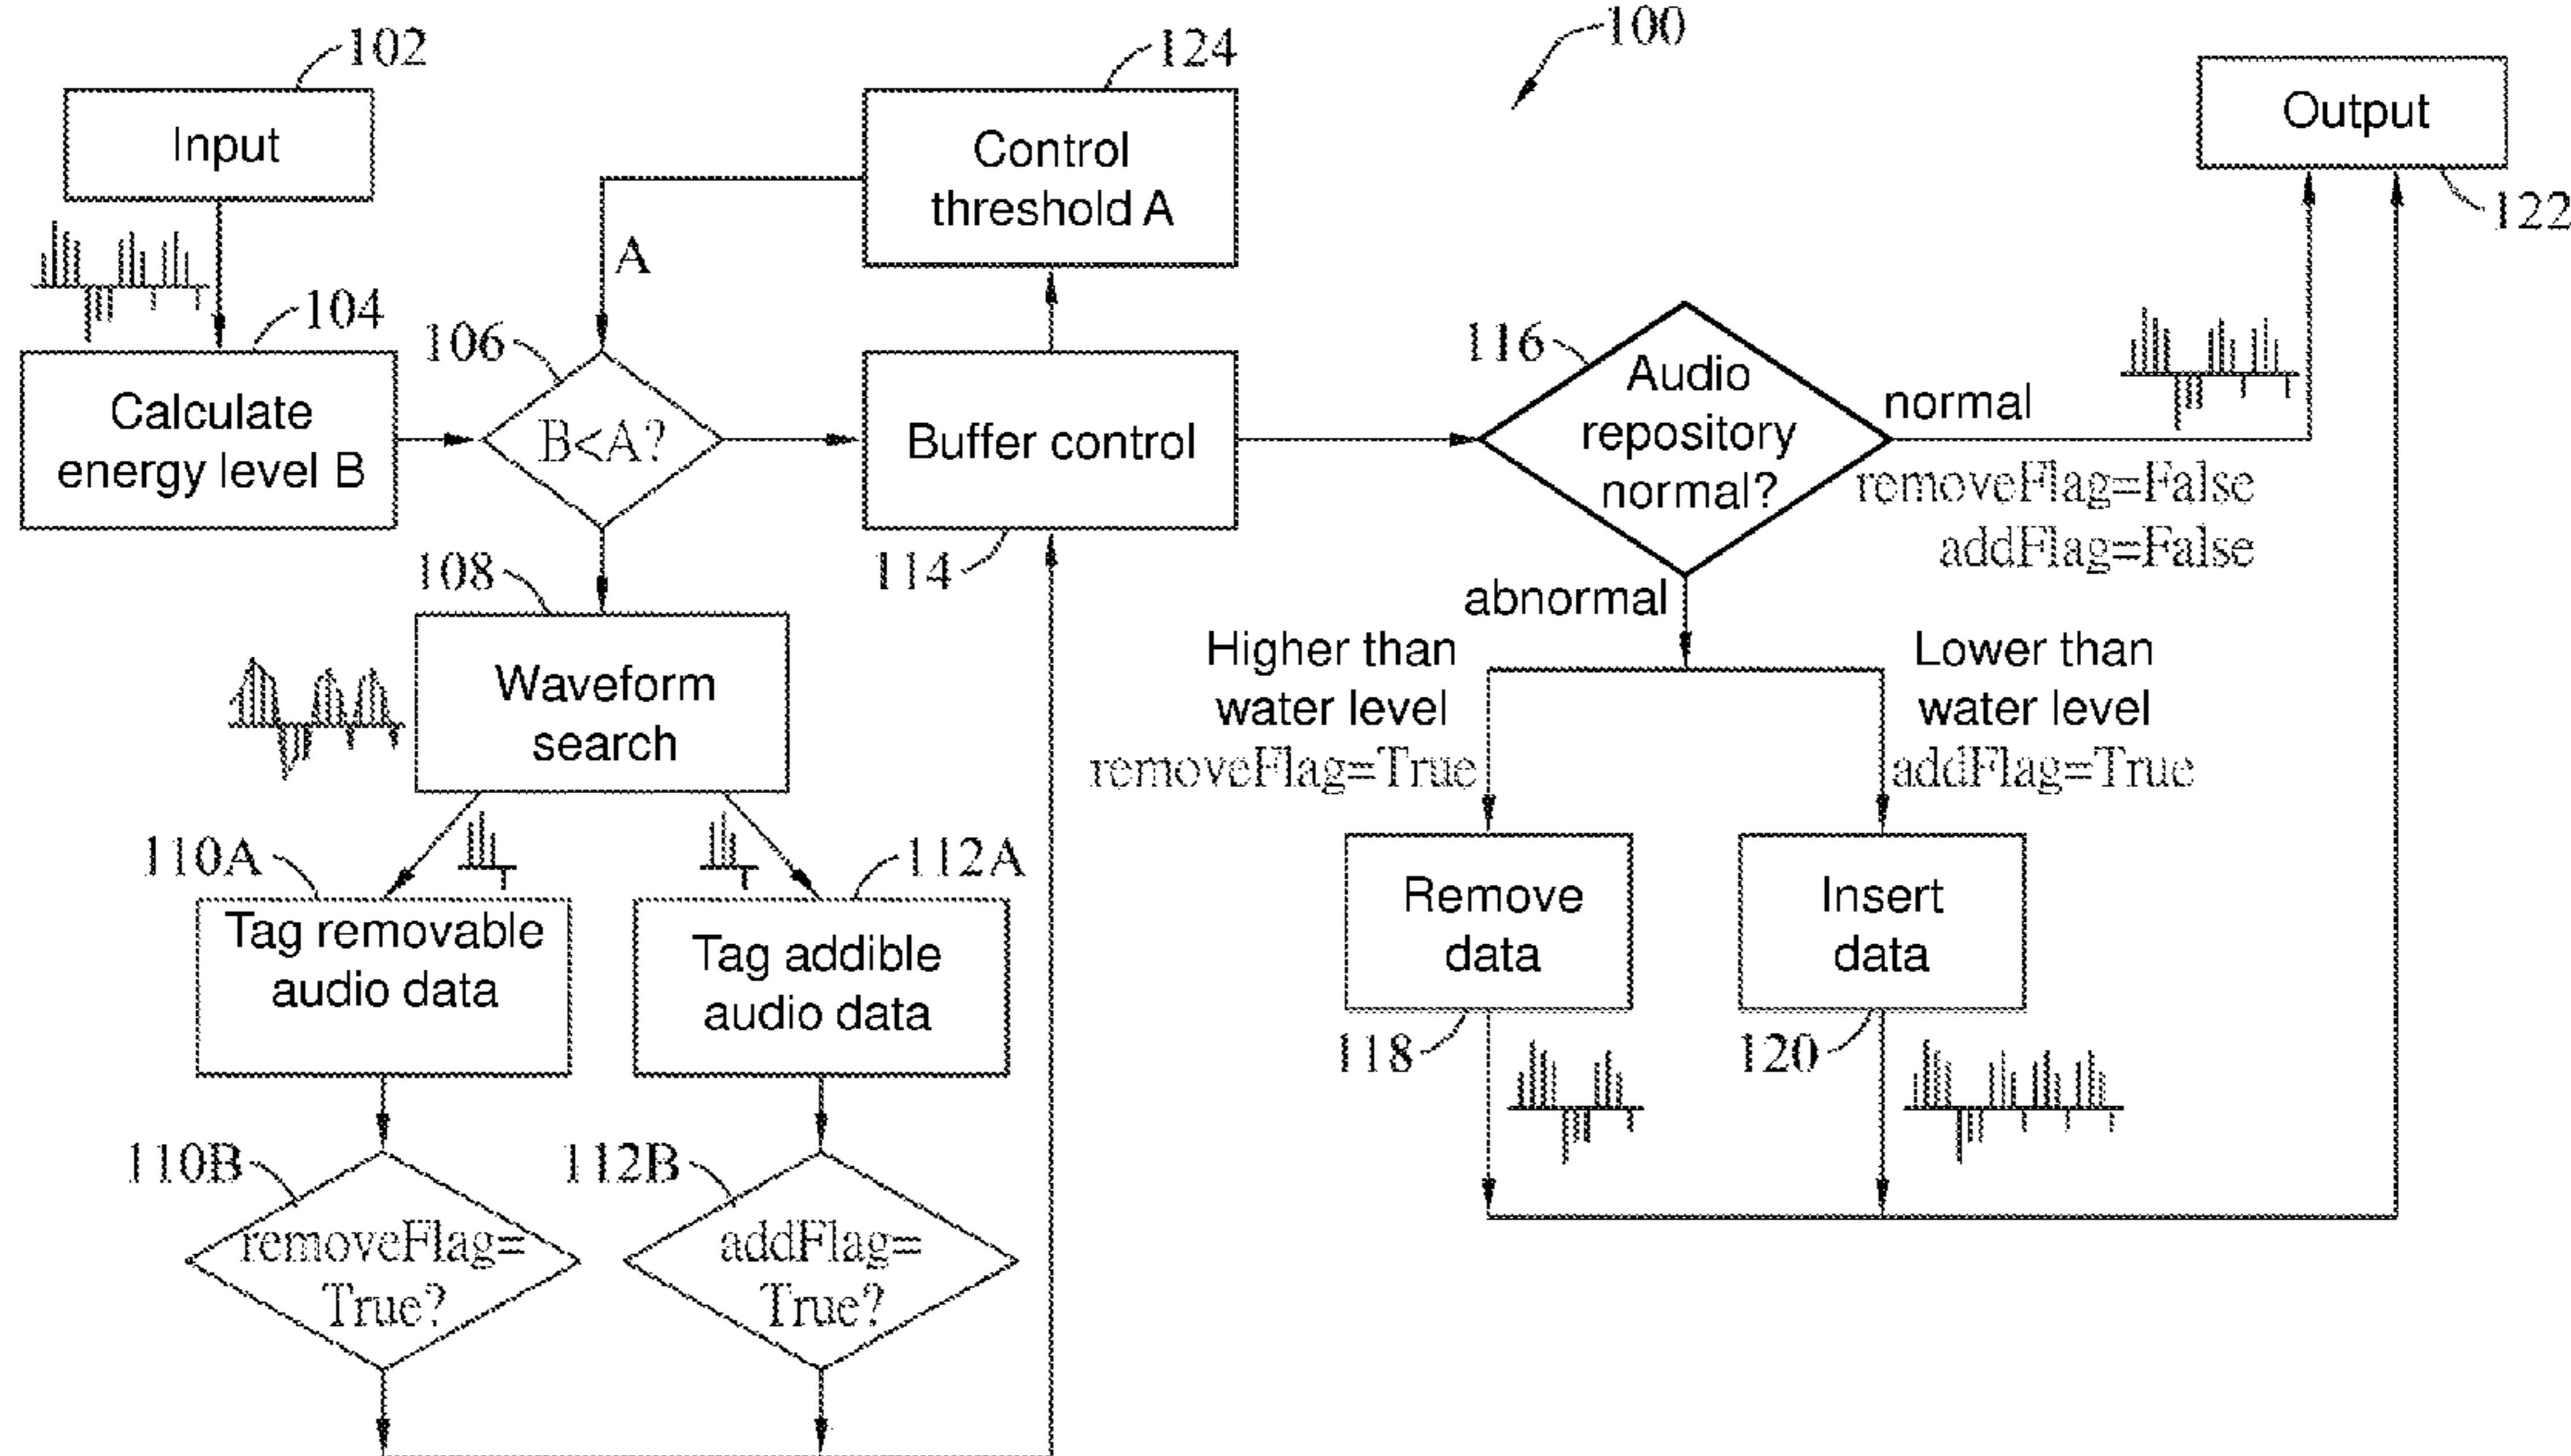 100
102
Input
124
Control
threshold A
Output
122
A
104
Calculate
energy level B
106
B<A?
Buffer control
114
116
Audio
repository
normal?
normal
removeFlag=False
addFlag=False
abnormal
Higher than
water level
removeFlag=True
Lower than
water level
addFlag=True
108
Waveform
search
110A
Tag removable
audio data
112A
Tag addible
audio data
Remove
data
118
Insert
data
120
110B
removeFlag=
True?
112B
addFlag=
True?